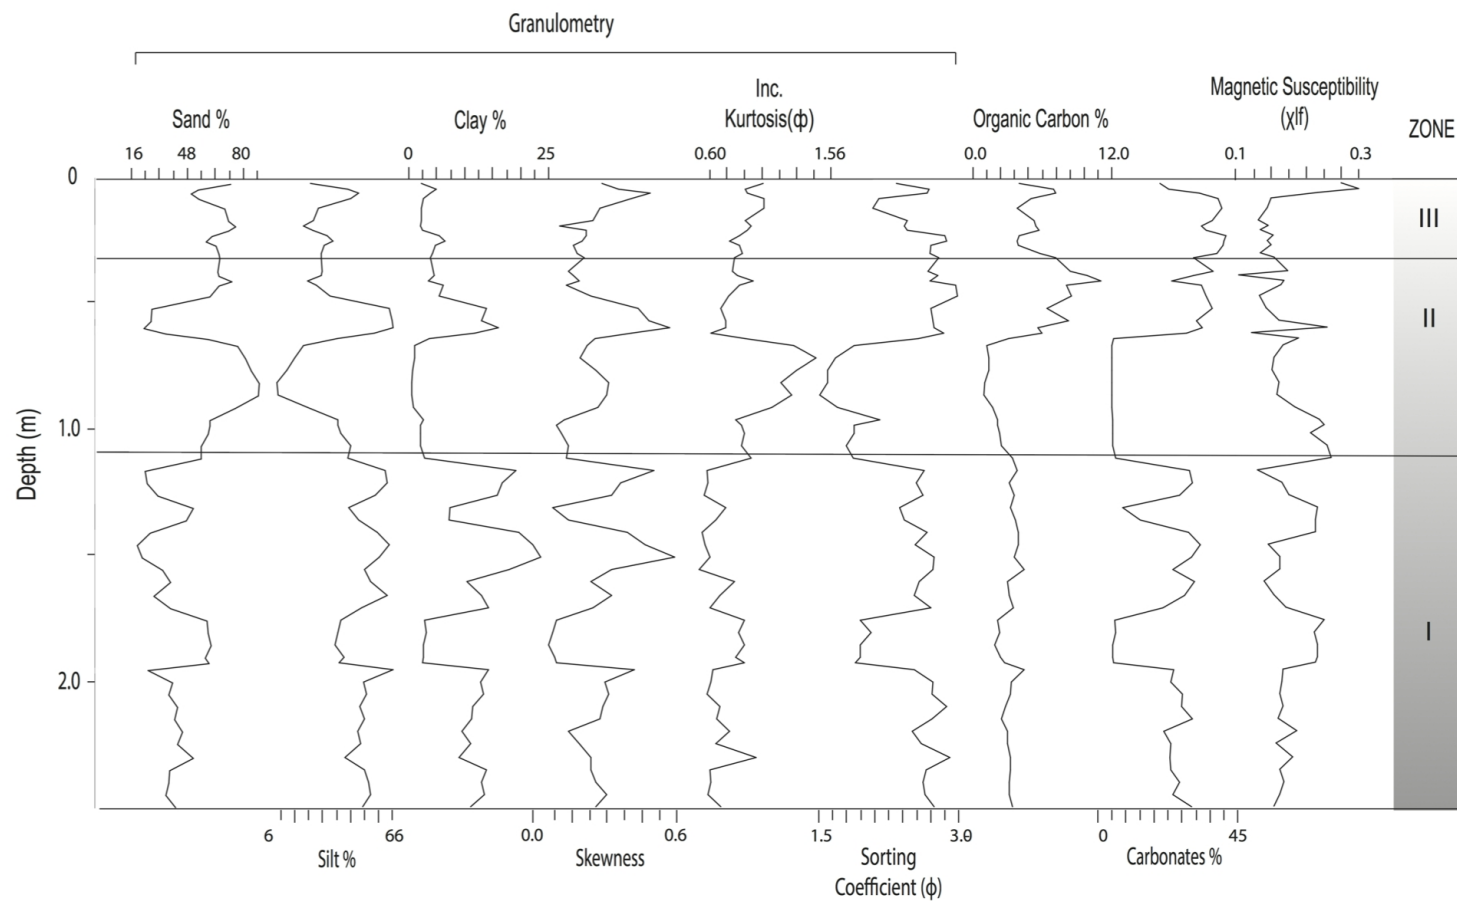 Granulometry
Inc.
Magnetic Susceptibility
Sand %
Clay %
Kurtosis(ϕ)
Organic Carbon %
(χlf)
ZONE
16 48 80
0 25
0.60 1.56
0.0 12.0
0.1 0.3
0
III
II
Depth (m)
1.0
I
2.0
6 66
0.0 0.6
1.5 3.0
0 45
Silt %
Skewness
Sorting
Carbonates %
Coefficient (ϕ)